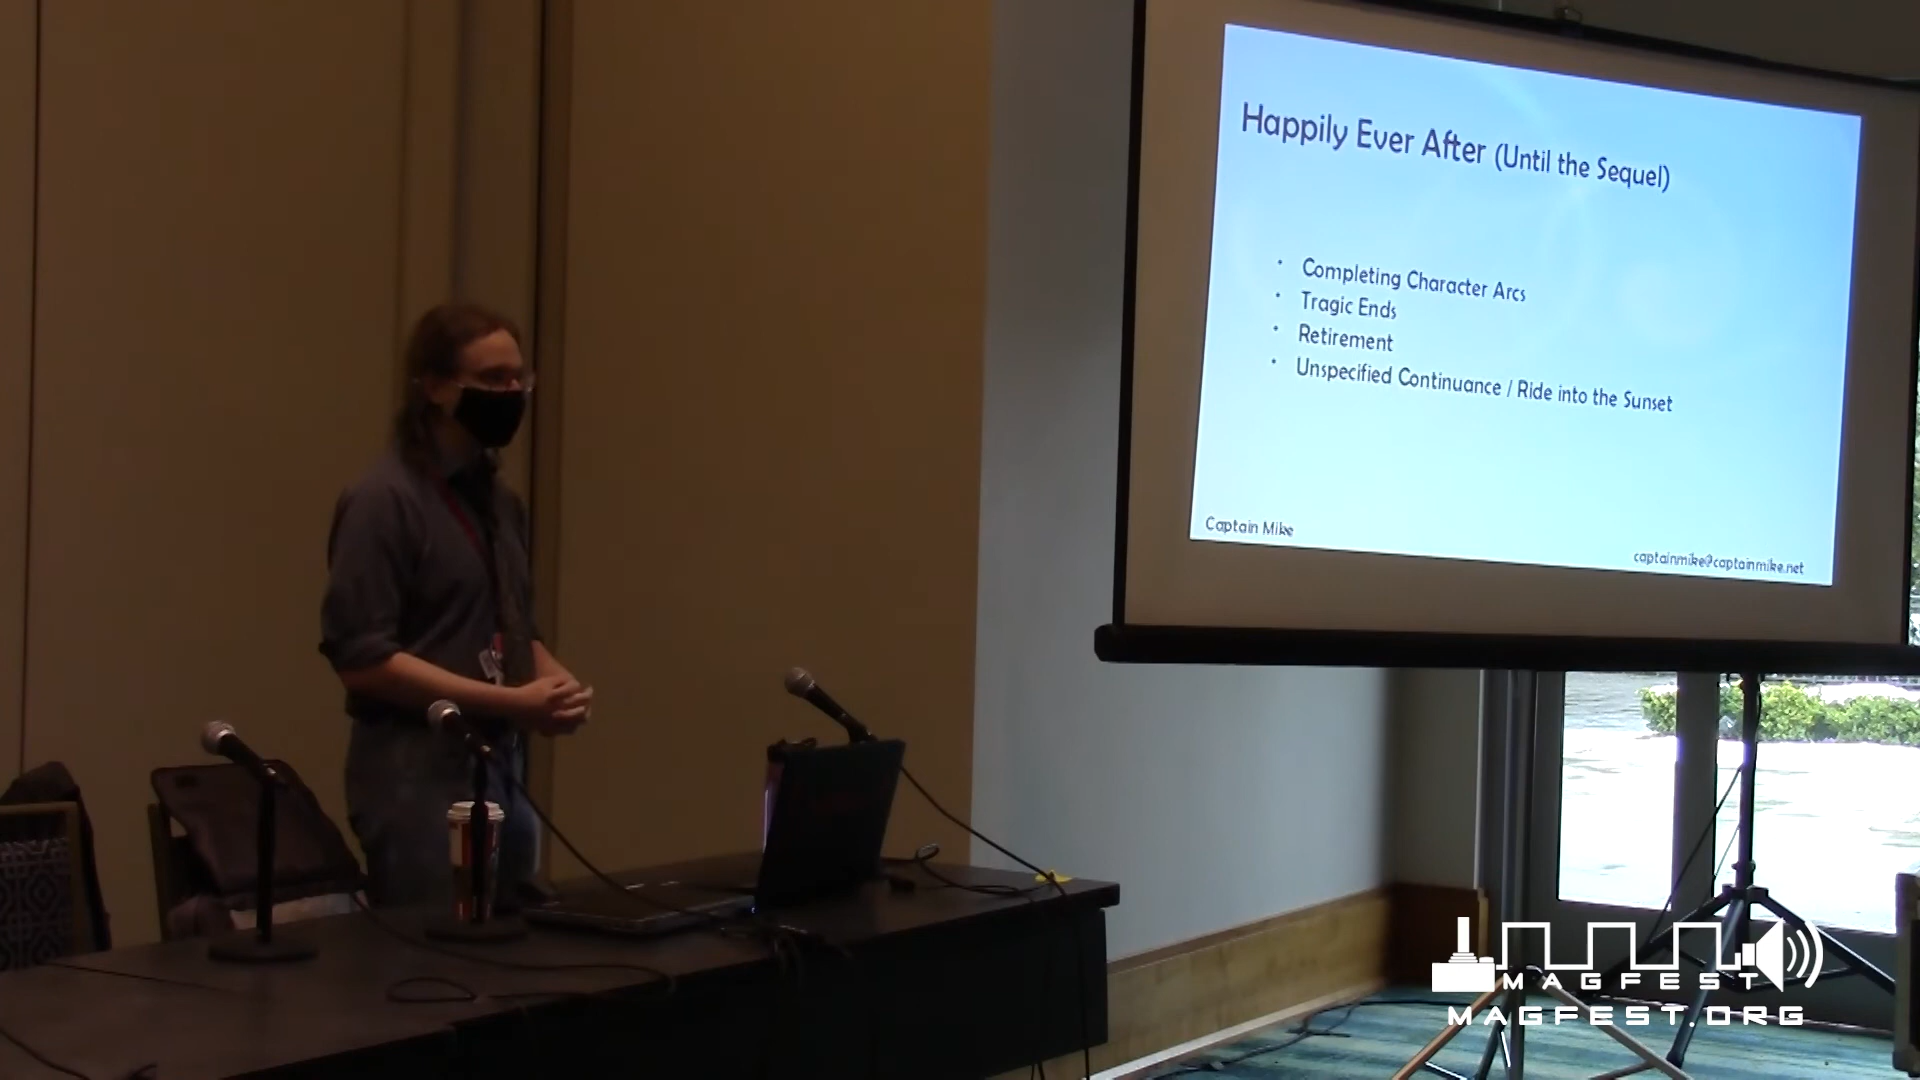 Happily Ever After (Until the Sequel)
• Completing Character Arcs
• Tragic Ends
• Retirement
• Unspecified Continuance / Ride into the Sunset
Captain Mike
captainmike@captainmike.net
MAGFEST
MAGFEST.ORG